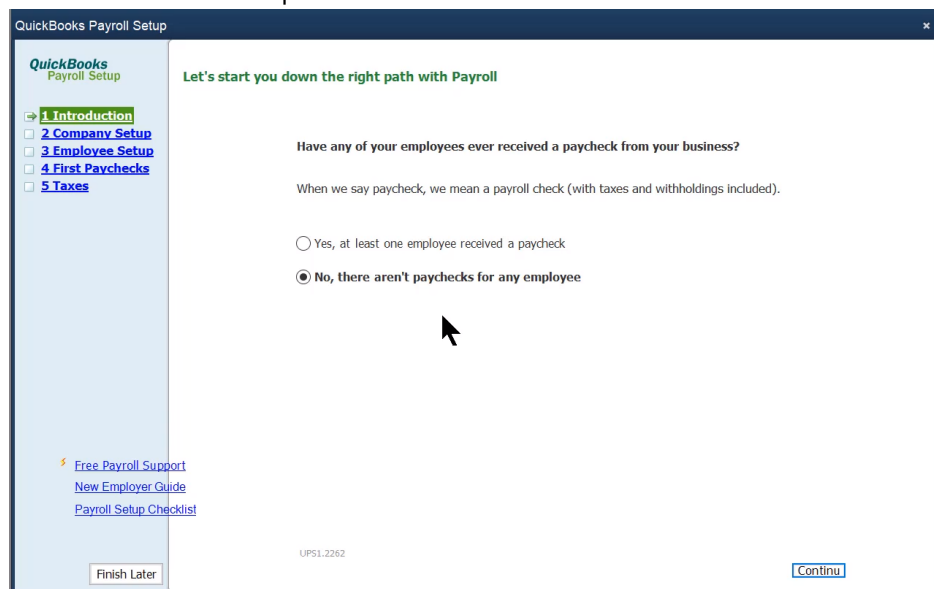 QuickBooks Payroll Setup
QuickBooks
Payroll Setup
1 Introduction
2 Company Setup
3 Employee Setup
4 First Paychecks
5 Taxes
Free Payroll Support
New Employer Guide
Payroll Setup Checklist
Finish Later
Let's start you down the right path with Payroll
Have any of your employees ever received a paycheck from your business?
When we say paycheck, we mean a payroll check (with taxes and withholdings included).
Yes, at least one employee received a paycheck
No, there aren't paychecks for any employee
UPS1.2262
Continu